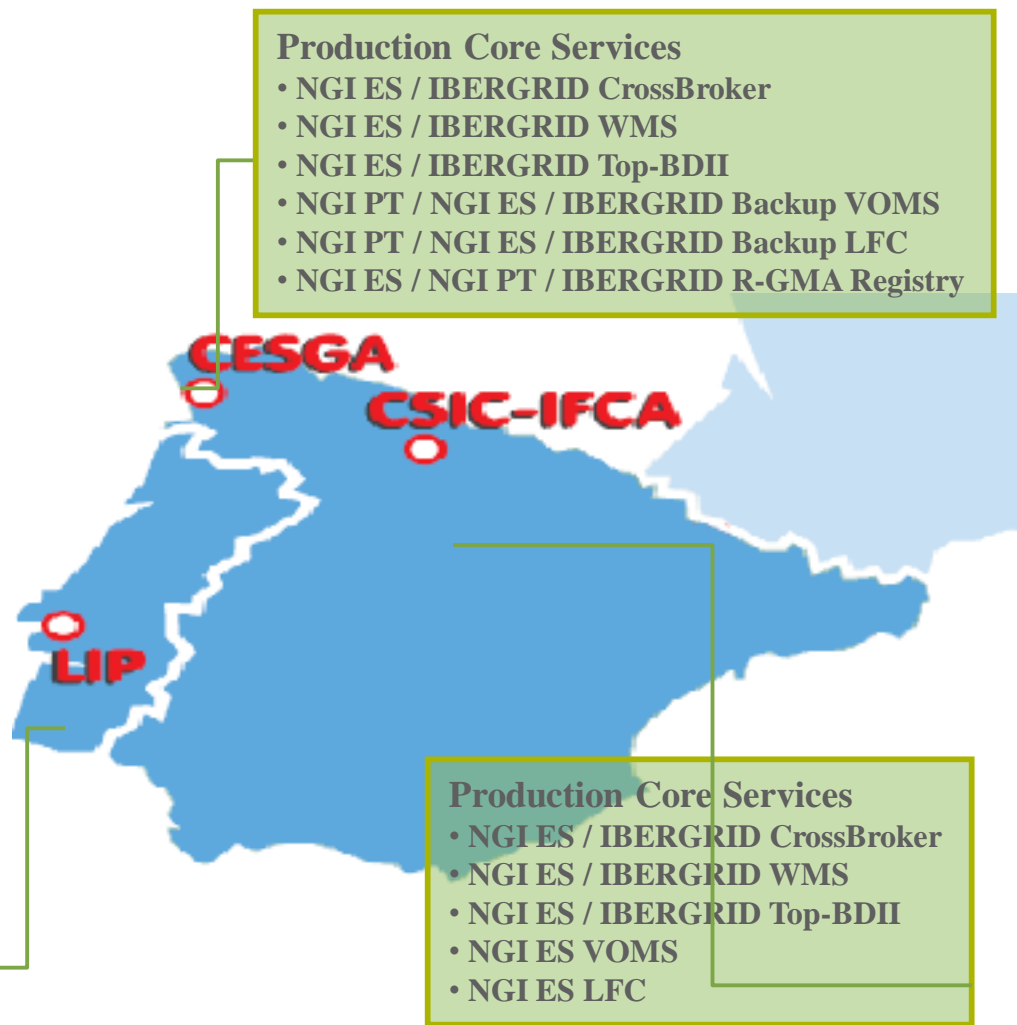 Production Core Services
• NGI ES / IBERGRID CrossBroker
• NGI ES / IBERGRID WMS
• NGI ES / IBERGRID Top-BDII
• NGI PT / NGI ES / IBERGRID Backup VOMS
• NGI PT / NGI ES / IBERGRID Backup LFC
• NGI ES / NGI PT / IBERGRID R-GMA Registry
CESGA
CSIC-IFCA
LIP
Production Core Services
• NGI ES / IBERGRID CrossBroker
• NGI ES / IBERGRID WMS
• NGI ES / IBERGRID Top-BDII
• NGI ES VOMS
• NGI ES LFC